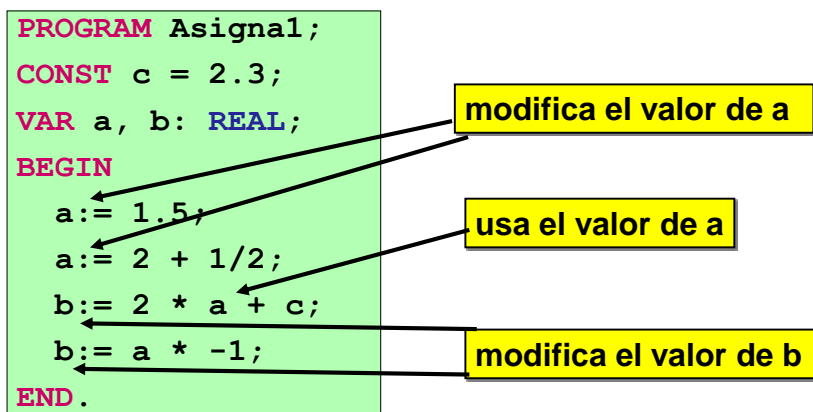 PROGRAM Asigna1;
CONST c = 2.3;
VAR a, b: REAL;
BEGIN
a:= 1.5;
a:= 2 + 1/2;
b:= 2 * a + c;
b:= a * -1;
END.
modifica el valor de a
usa el valor de a
modifica el valor de b